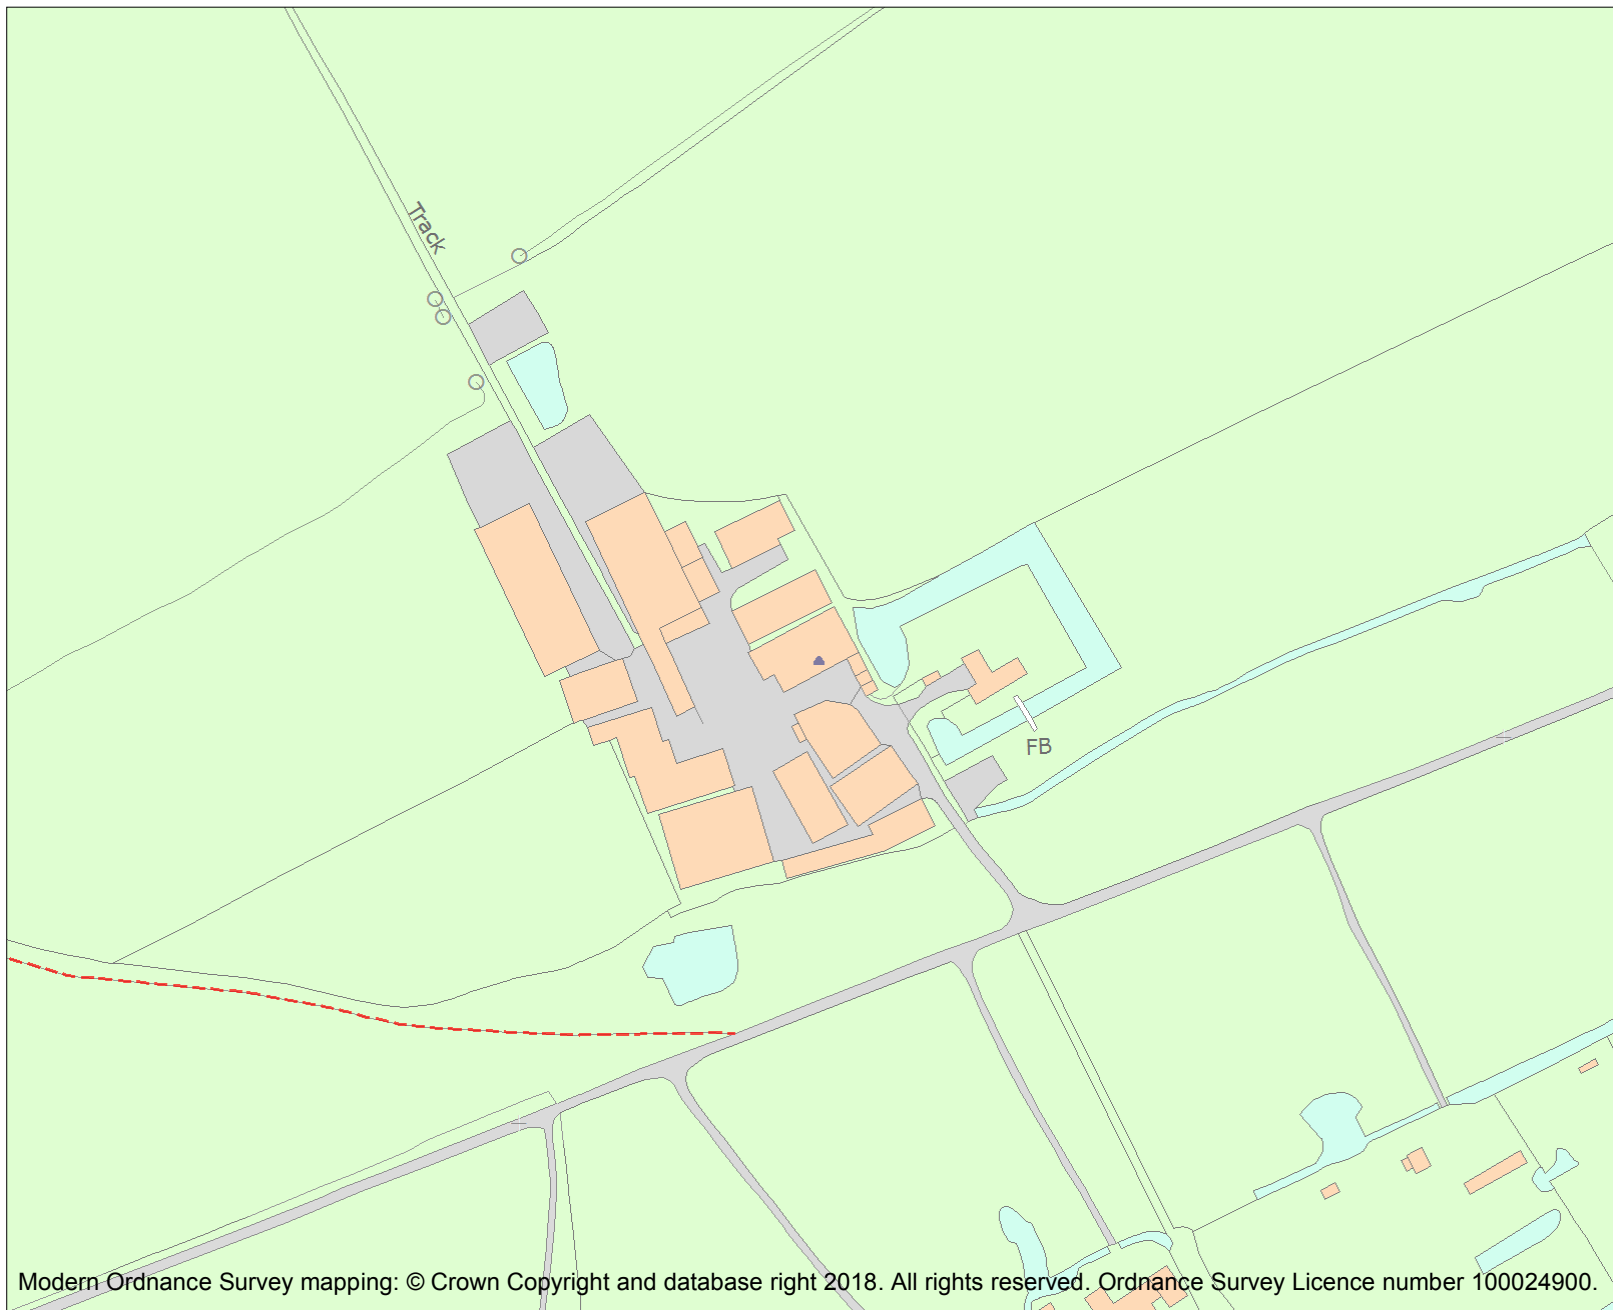 Track
FB
Modern Ordnance Survey mapping: © Crown Copyright and database right 2018. All rights reserved. Ordnance Survey Licence number 100024900.